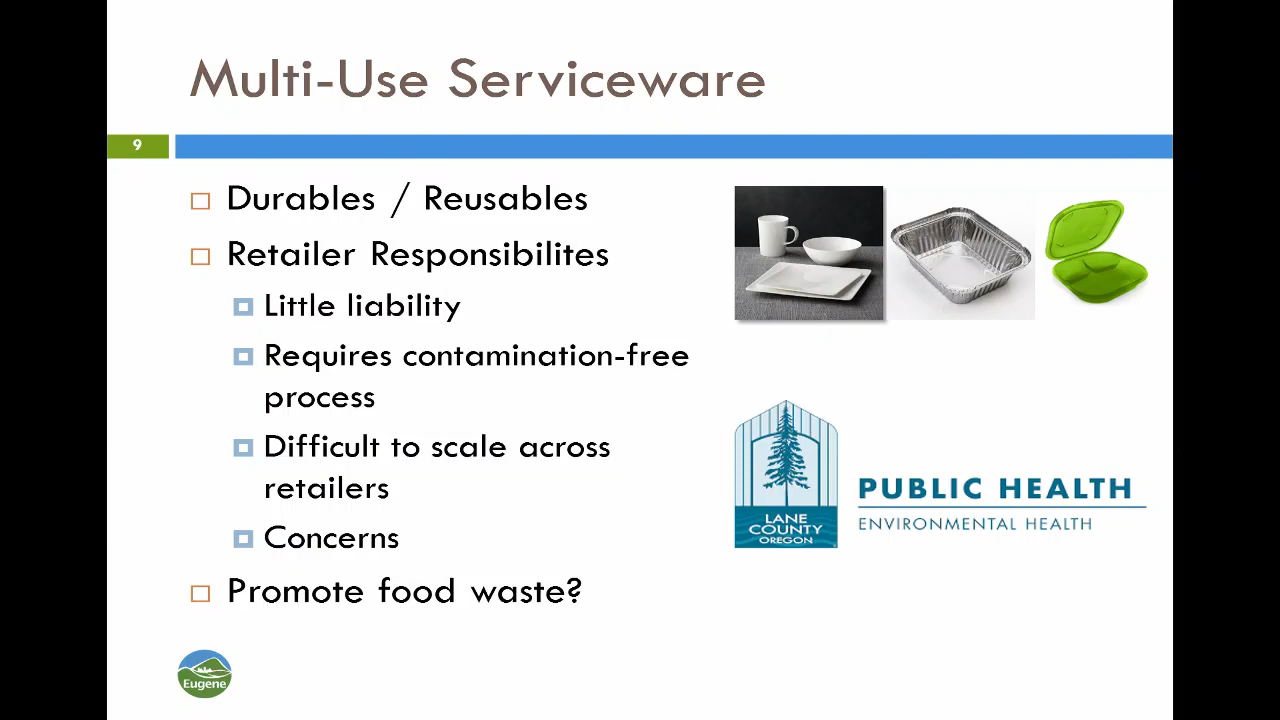 Multi-Use Serviceware
9
Durables / Reusables
Retailer Responsibilites
Little liability
Requires contamination-free
process
Difficult to scale across
retailers
Concerns
Promote food waste?
LANE
COUNTY
OREGON
PUBLIC HEALTH
ENVIRONMENTAL HEALTH
Eugene